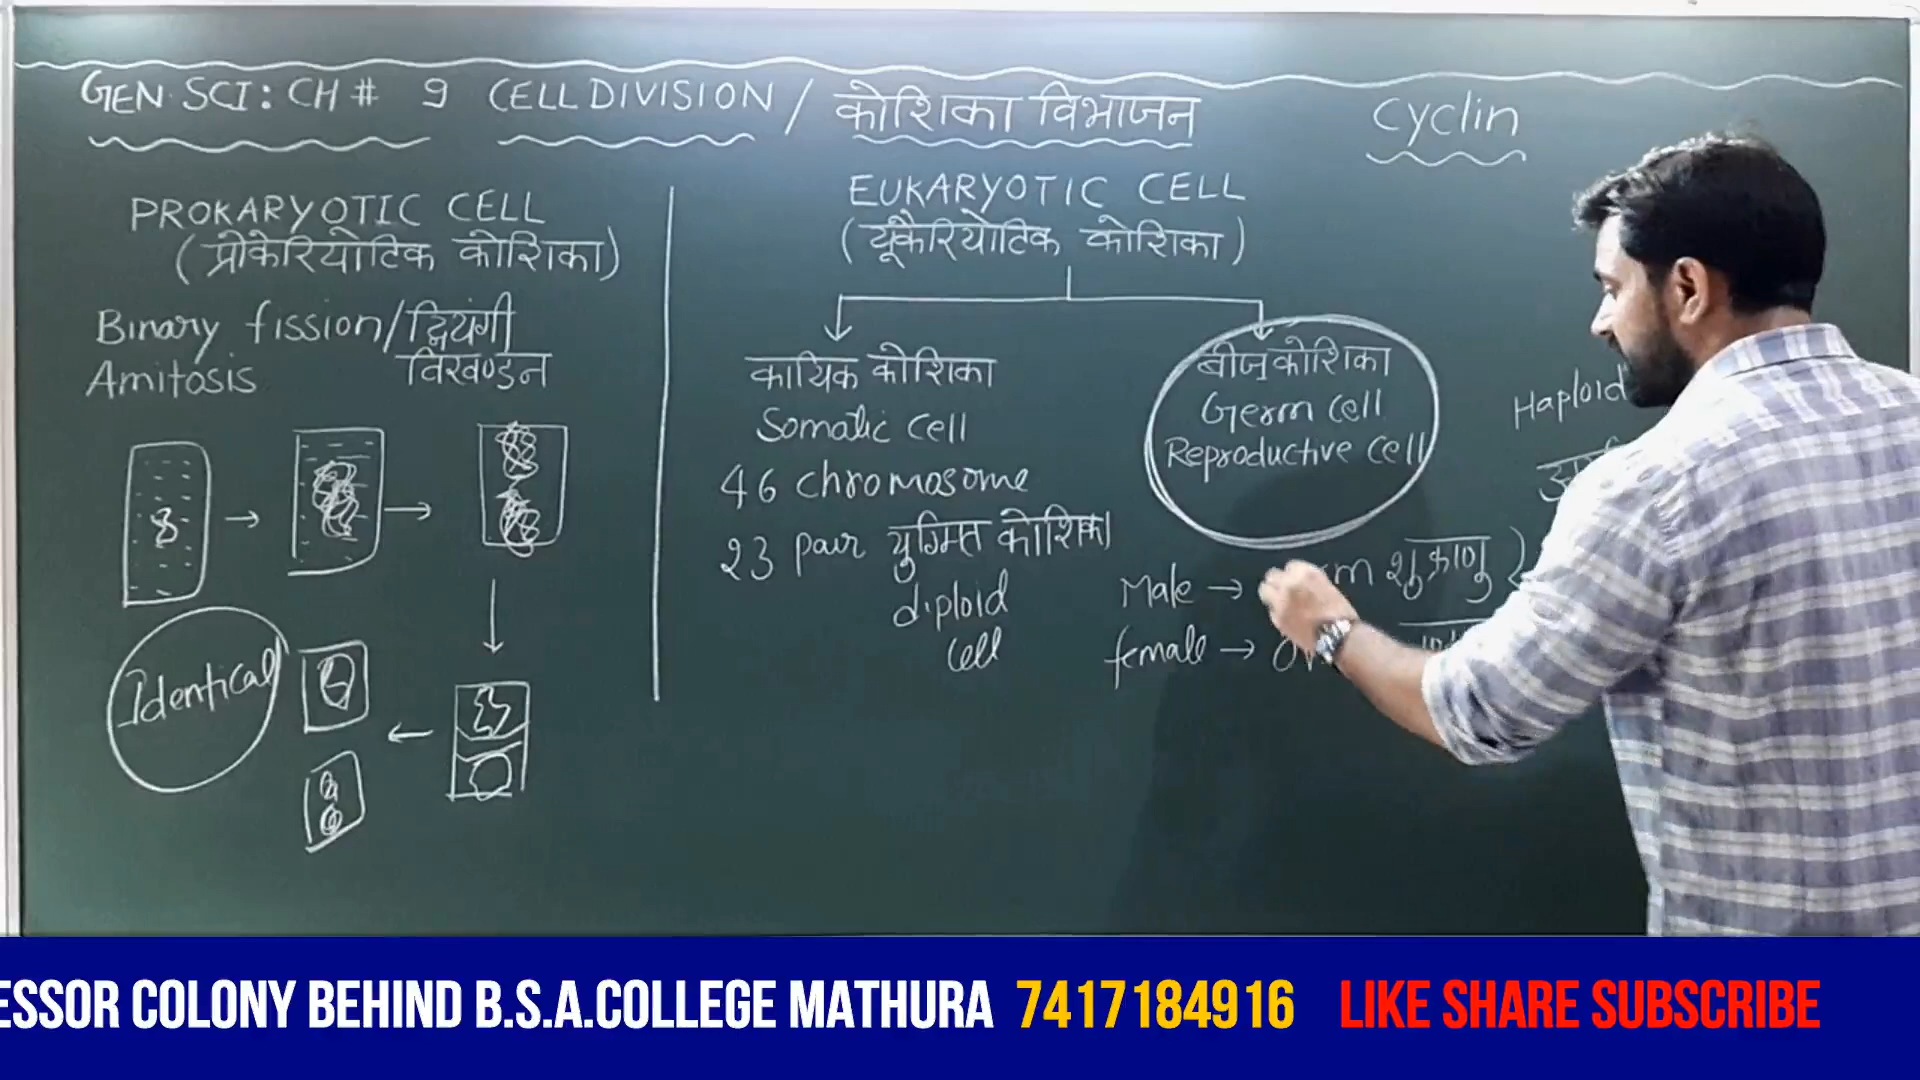 GEN. SCI: CH # 9 CELL DIVISION / कोशिका विभाजन
Cyclin
PROKARYOTIC CELL
(प्रोकेरियोटिक कोशिका)
Binary fission/द्वियंगी
Amitosis विखण्डन
Identical
EUKARYOTIC CELL
(यूकैरियोटिक कोशिका)
कायिक कोशिका
Somatic cell
46 chromosome
23 pair युग्मित कोशिका
diploid
cell
बीज कोशिका
Germ cell
Reproductive cell
Male → शुक्राणु
female →
Haploid
ESSOR COLONY BEHIND B.S.A.COLLEGE MATHURA 7417184916 LIKE SHARE SUBSCRIBE